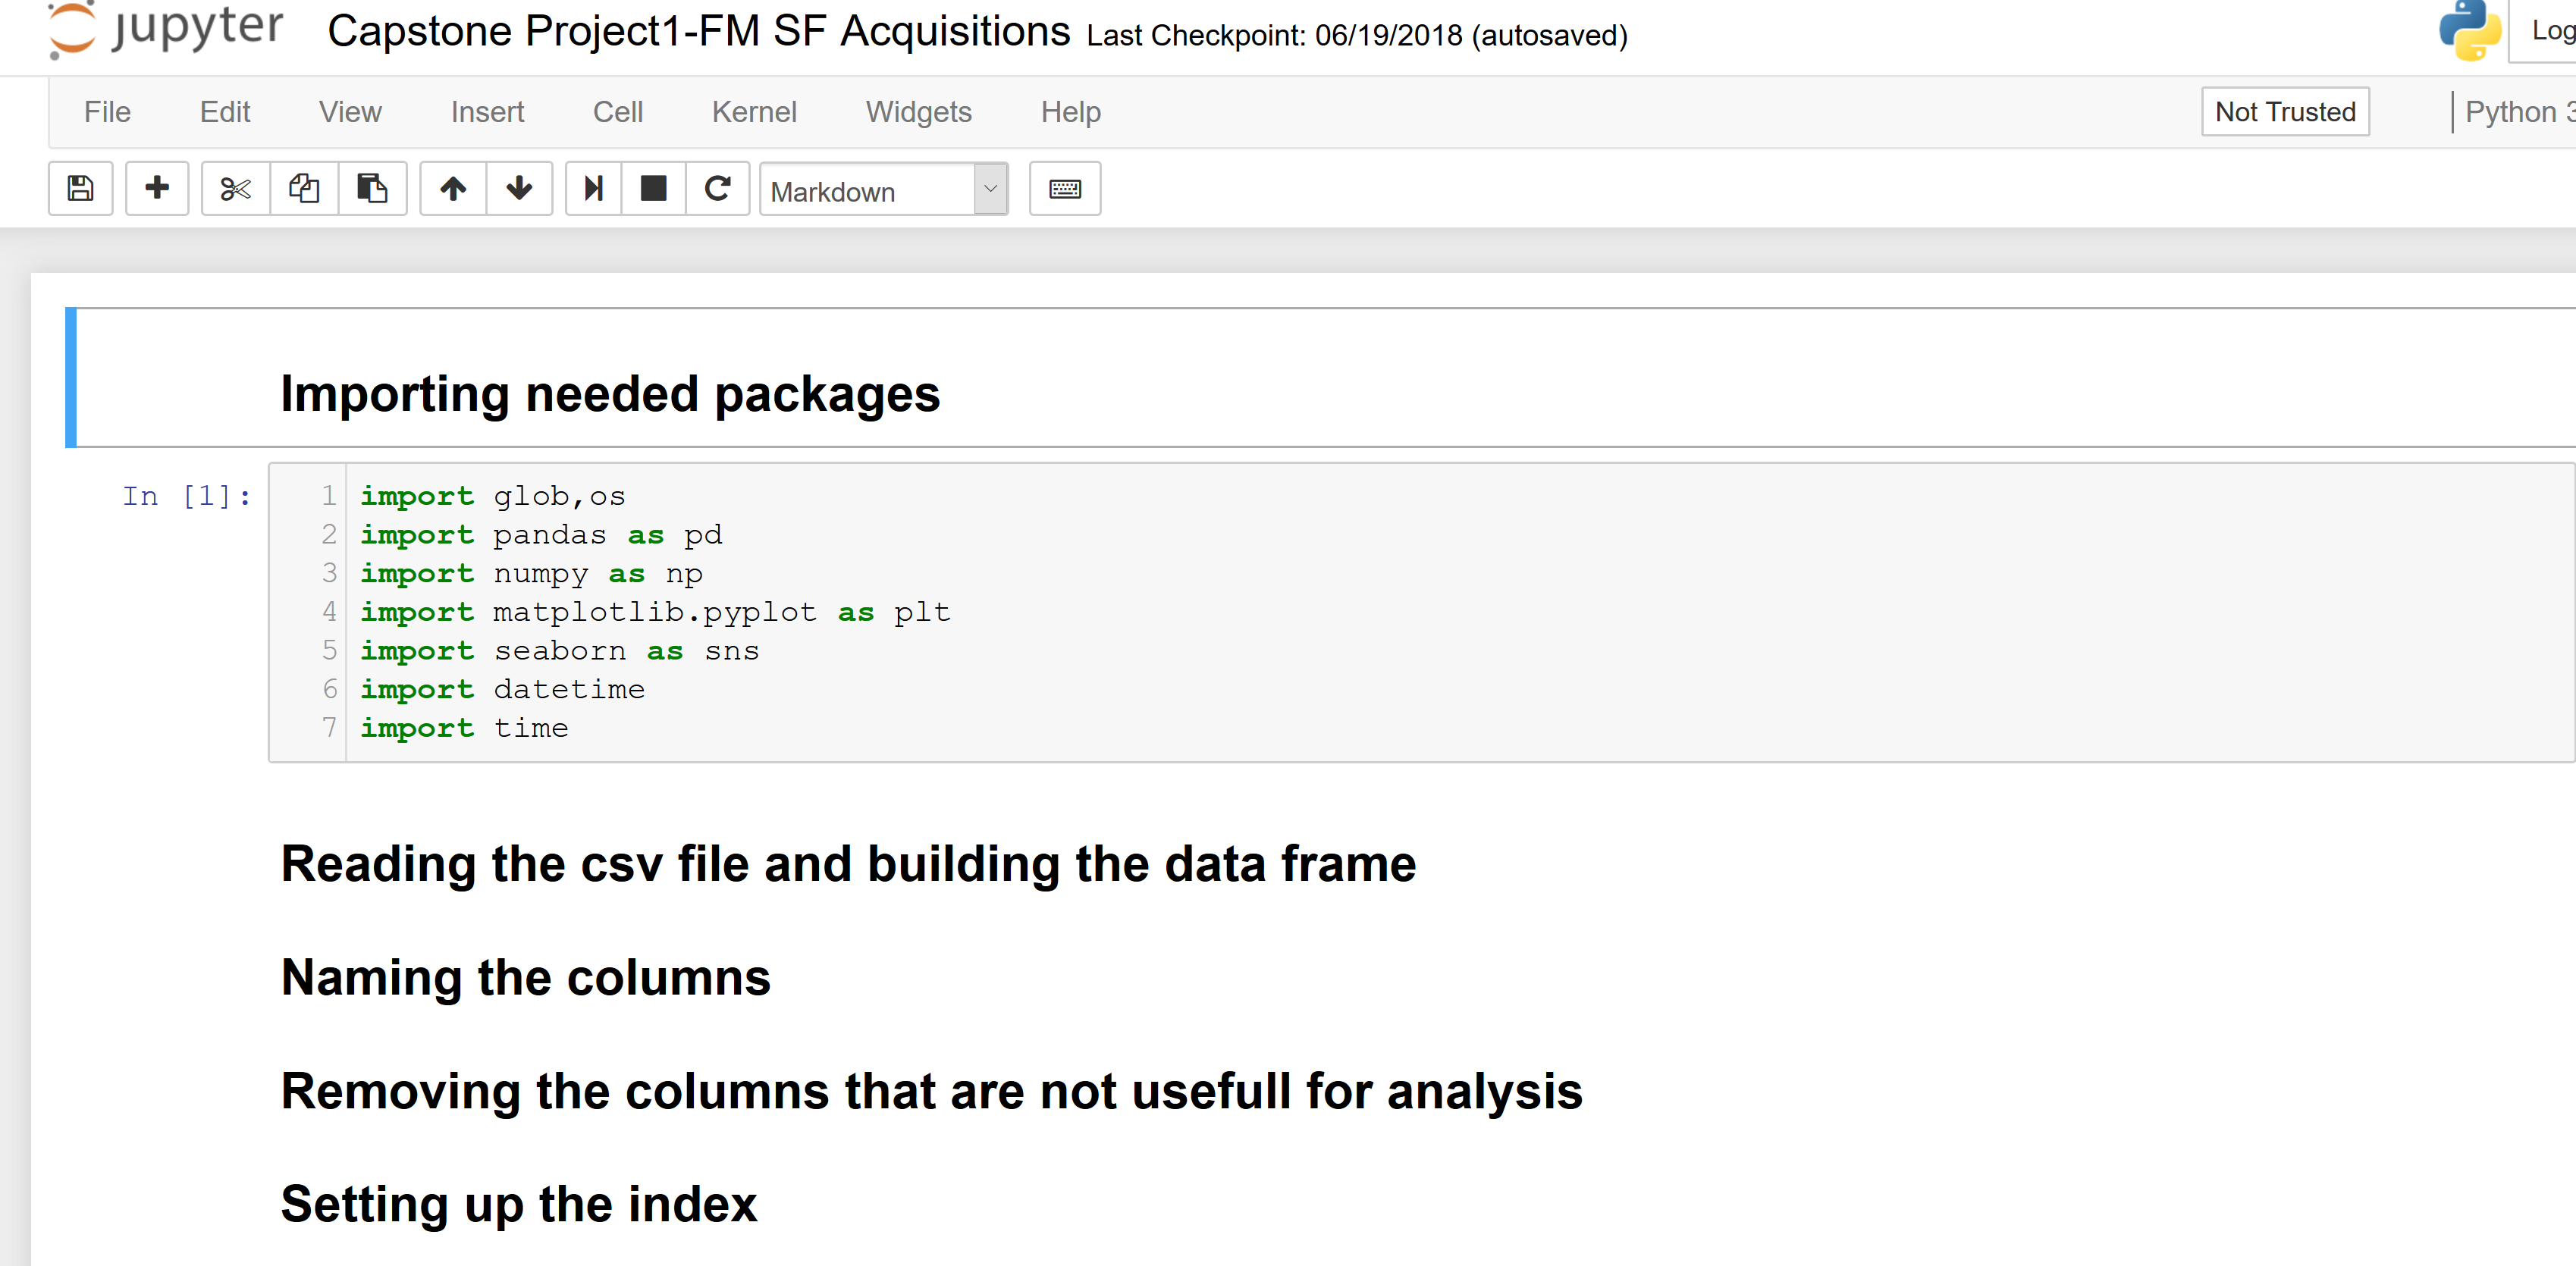 jupyter Capstone Project1-FM SF Acquisitions Last Checkpoint: 06/19/2018 (autosaved)
File Edit View Insert Cell Kernel Widgets Help Not Trusted Python 3
Markdown
Importing needed packages
In [1]:
1 import glob,os
2 import pandas as pd
3 import numpy as np
4 import matplotlib.pyplot as plt
5 import seaborn as sns
6 import datetime
7 import time
Reading the csv file and building the data frame
Naming the columns
Removing the columns that are not usefull for analysis
Setting up the index